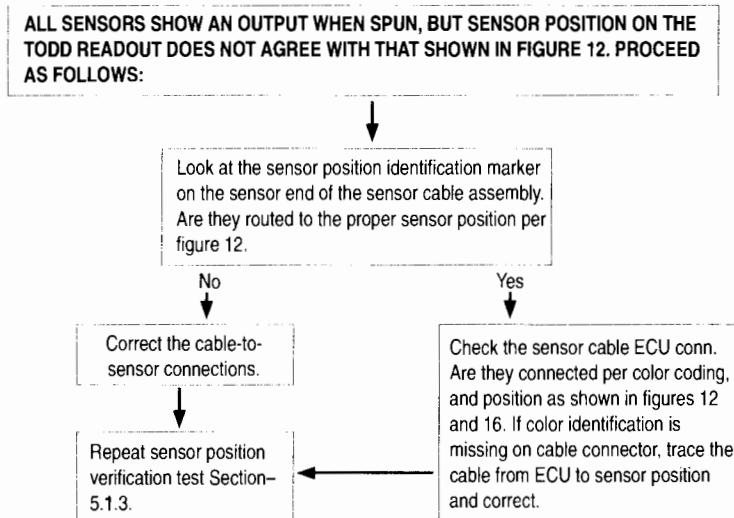 ALL SENSORS SHOW AN OUTPUT WHEN SPUN, BUT SENSOR POSITION ON THE
TODD READOUT DOES NOT AGREE WITH THAT SHOWN IN FIGURE 12. PROCEED
AS FOLLOWS:
Look at the sensor position identification marker
on the sensor end of the sensor cable assembly.
Are they routed to the proper sensor position per
figure 12.
No
Yes
Correct the cable-to-
sensor connections.
Check the sensor cable ECU conn.
Are they connected per color coding,
and position as shown in figures 12
and 16. If color identification is
missing on cable connector, trace the
cable from ECU to sensor position
and correct.
Repeat sensor position
verification test Section–
5.1.3.